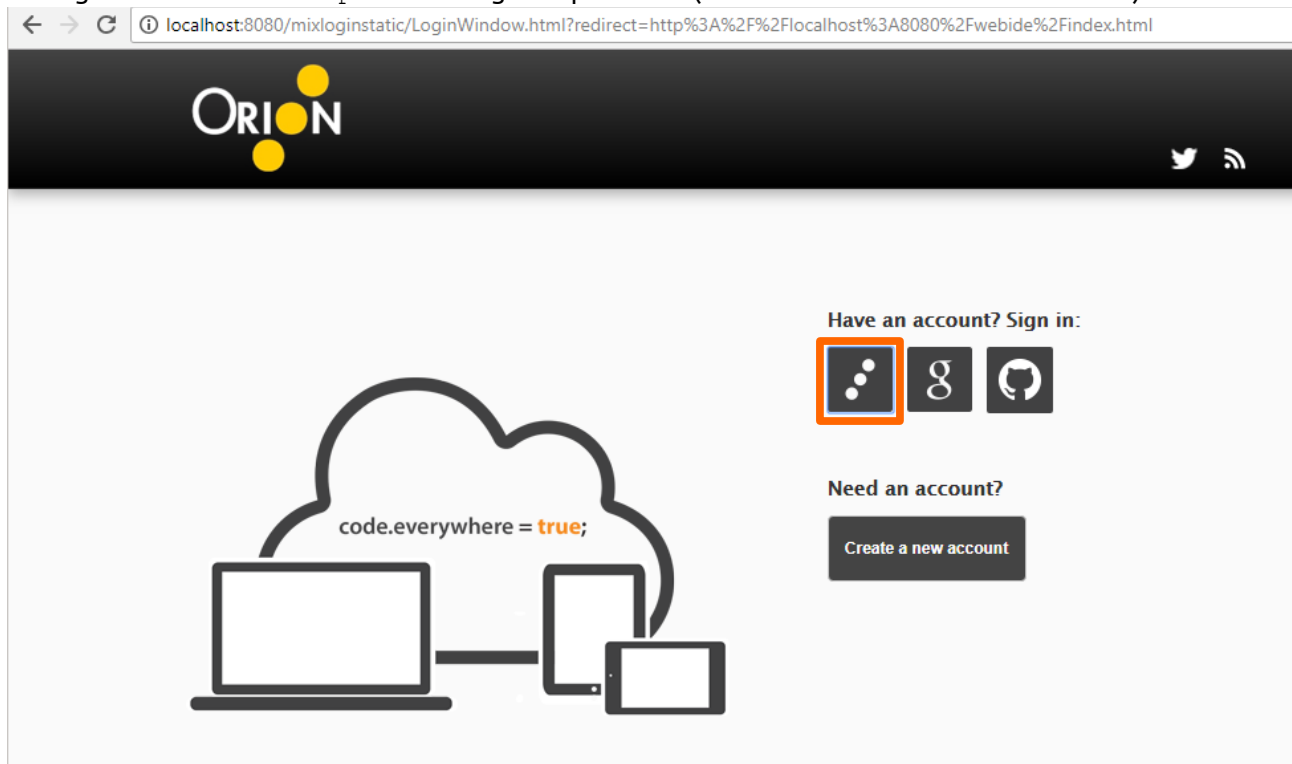 localhost:8080/mixloginstatic/LoginWindow.html?redirect=http%3A%2F%2Flocalhost%3A8080%2Fwebide%2Findex.html
ORION
Have an account? Sign in:
g
code.everywhere = true;
Need an account?
Create a new account